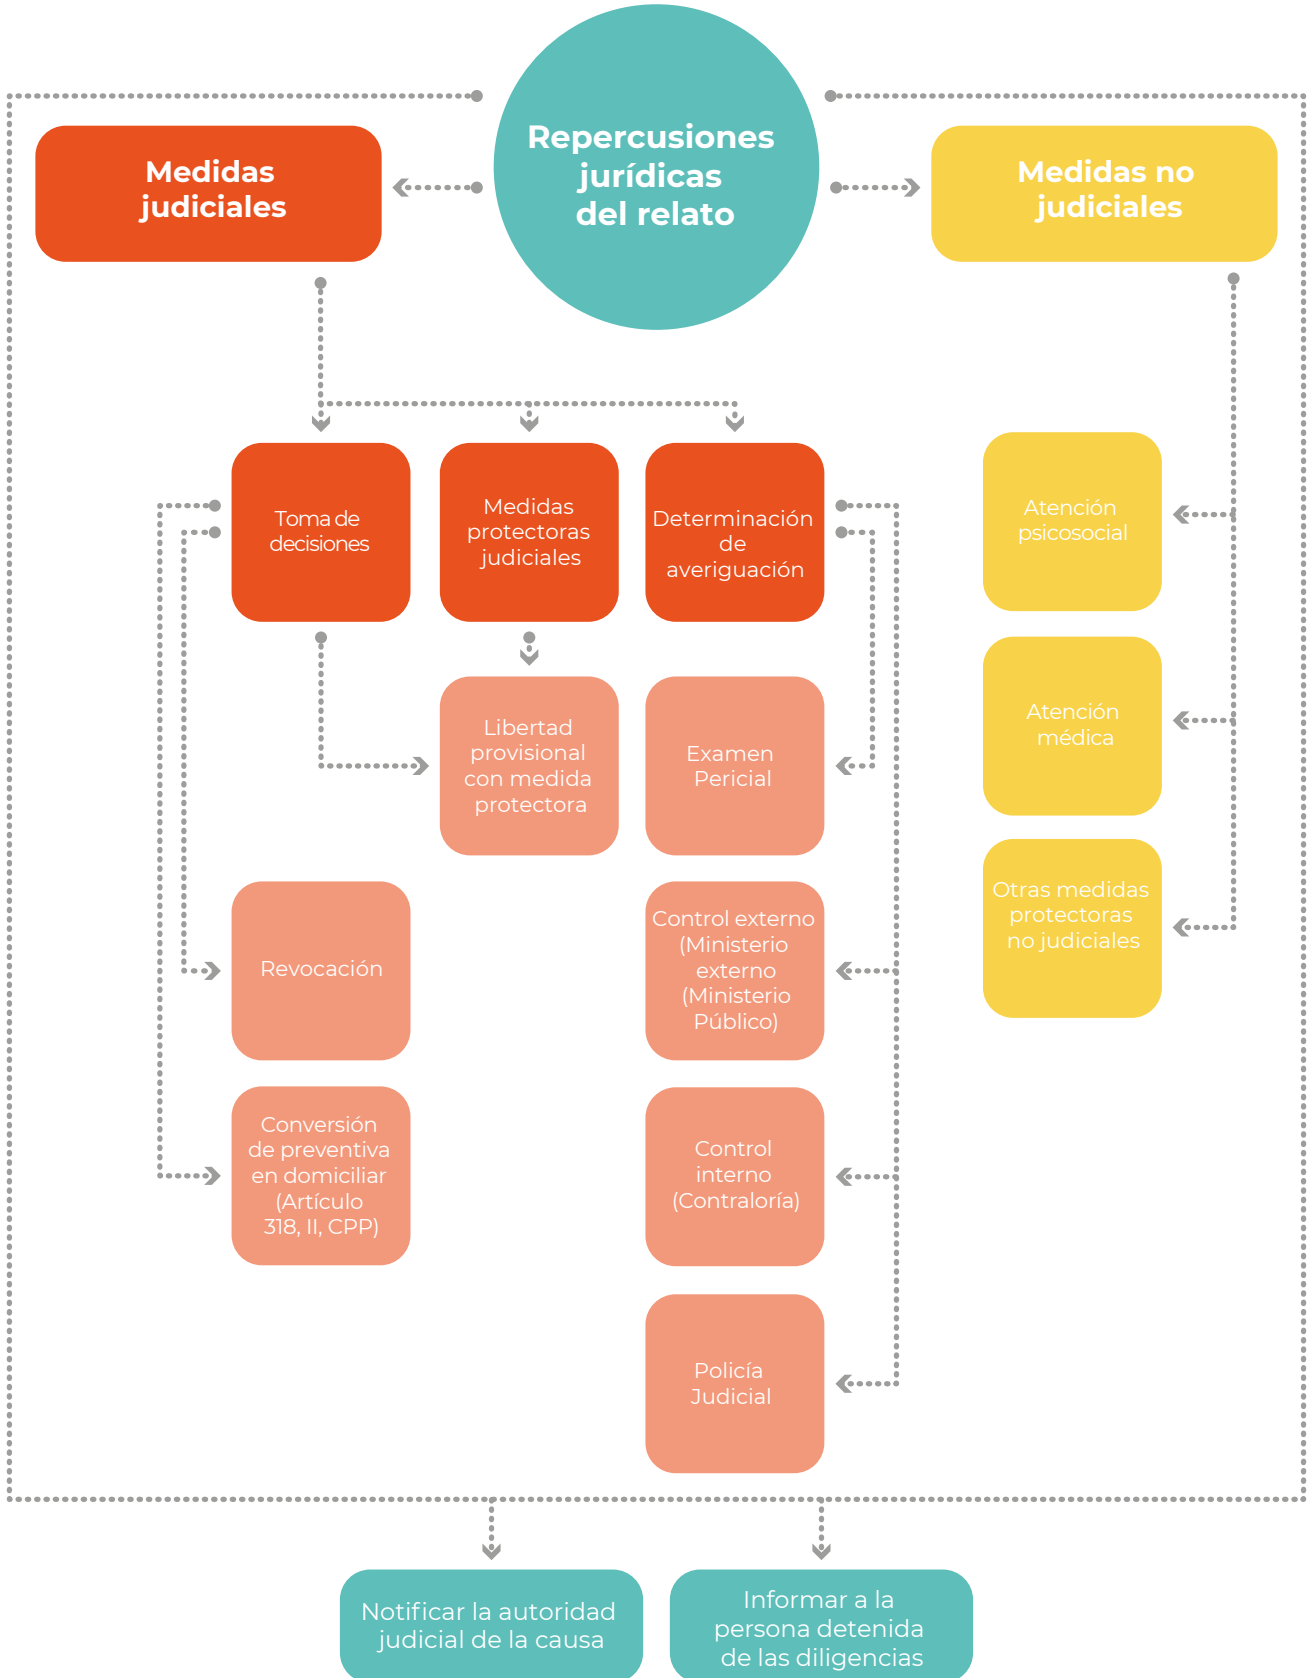 Repercusiones
jurídicas
del relato
Medidas
judiciales
Medidas no
judiciales
Toma de
decisiones
Medidas
protectoras
judiciales
Determinación
de
averiguación
Atención
psicosocial
Libertad
provisional
con medida
protectora
Examen
Pericial
Atención
médica
Revocación
Control externo
(Ministerio
externo
(Ministerio
Público)
Otras medidas
protectoras
no judiciales
Conversión
de preventiva
en domiciliar
(Artículo
318, II, CPP)
Control
interno
(Contraloría)
Policía
Judicial
Notificar la autoridad
judicial de la causa
Informar a la
persona detenida
de las diligencias